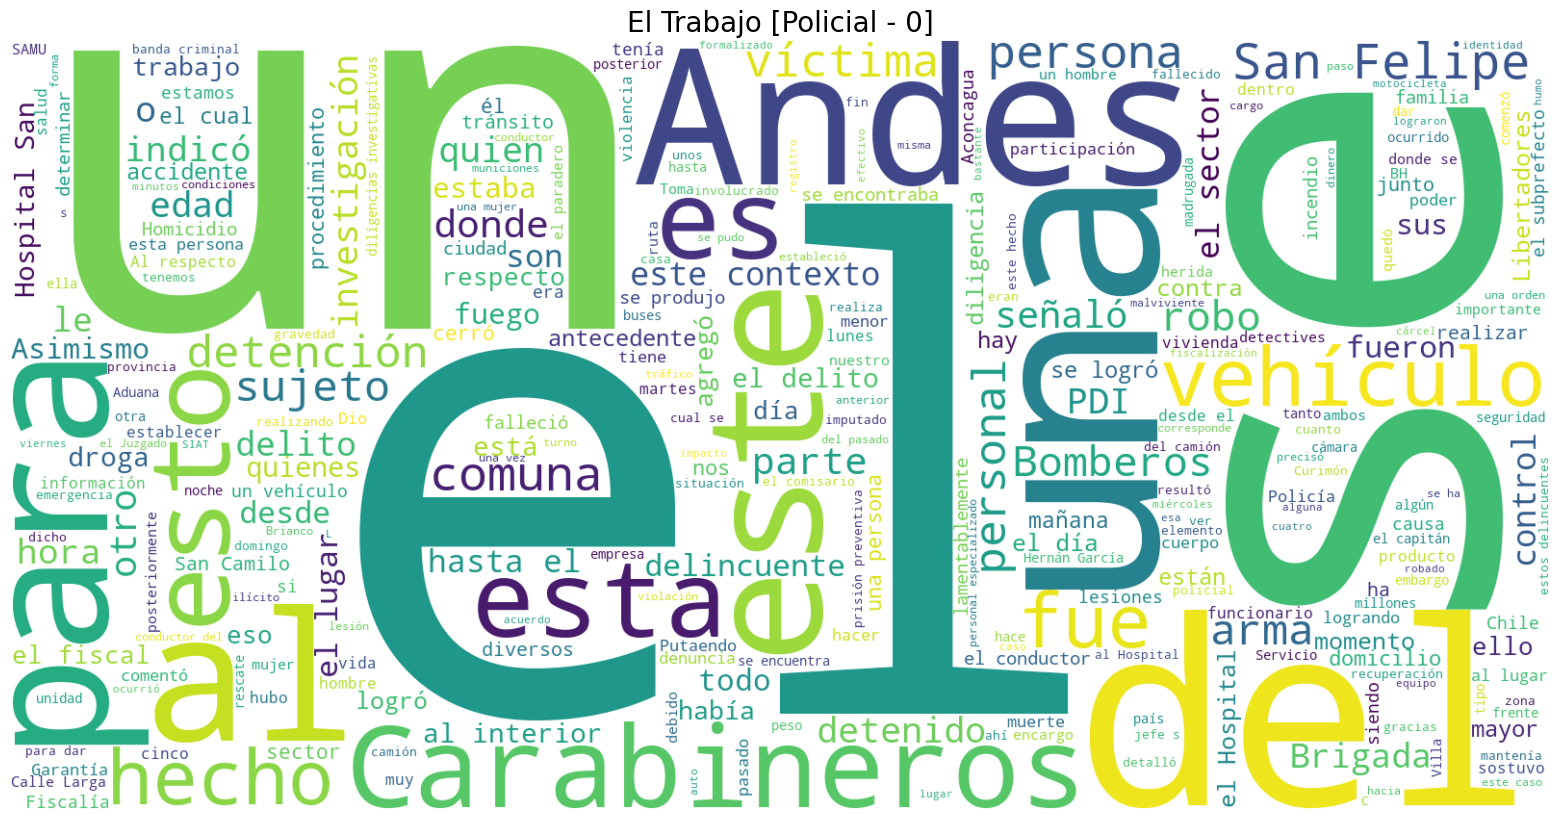 El Trabajo [Policial - 0]
SAMU
banda criminal
trabajo
estamos
o
el cual
forma
salud
determinar
Hospital San
un
indicó
accidente
minutos
condiciones
edad
Homicidio
esta persona
Al respecto
tenemos
s
ella
procedimiento
investigación
diligencias investigativas
él
tránsito
conductor
quien
municiones
estaba
una mujer
donde
ciudad
son
respecto
era
fuego
cerró
el paradero
violencia
tenía
posterior
formalizado
víctima
Andes
unos
hasta
fin
efectivo
registro
misma
Toma
involucrado
se encontraba
es
ruta
se pudo
casa
estableció
este contexto
se produjo
buses
persona
un hombre
fallecido
Aconcagua
participación
madrugada
el sector
diligencia
este hecho
bastante
San Felipe
identidad
paso
motocicleta
dentro
familia
cargo
dar
lograron
ocurrido
donde se
BH
junto
poder
sus
incendio
dinero
quedó
Libertadores
comenzó
el subprefecto
humo
e
herida
contra
eran
malviviente
una orden
importante
le
Asimismo
provincia
Aduana
gravedad
detención
sujeto
antecedente
tiene
martes
tráfico
agregó
realiza
menor
lunes
nuestro
el delito
anterior
día
imputado
cual se
del pasado
este
señaló
hay
robo
vivienda
detectives
cárcel
fiscalización
fueron
realizar
una
se logró
PDI
vehículo
para
esto
otra
establecer
viernes
el Juzgado
SIAT
droga
información
emergencia
otro
noche
realizando
Dio
delito
quienes
un vehículo
desde
Brianco
L
domingo
dicho
hora
San Camilo
si
ilícito
posteriormente
el
falleció
está
turno
una vez
comuna
hasta el
empresa
esta
acuerdo
diversos
nos
parte
impacto
situación
el comisario
delincuente
violación
prisión preventiva
una persona
hacer
Putaendo
denuncia
se encuentra
todo
había
personal
Bomberos
mañana
el día
Hernán García
lamentablemente
personal especializado
lesiones
desde el
corresponde
del camión
resultó
miércoles
esa
ver
elemento
cuerpo
están
policial
s
tanto
ambos
cuanto
cámara
seguridad
precisó
Curimón
Policía
alguna
cuatro
se ha
algún
causa
el capitán
producto
robado
embargo
control
estos delincuentes
ha
millones
funcionario
logrando
Chile
el fiscal
comentó
ocurrió
unidad
al
conductor del
lesión
eso
mujer
rescate
hubo
el lugar
vida
hombre
logró
fue
hace
caso
el conductor
al Hospital
arma
Servicio
momento
domicilio
recuperación
equipo
ello
al lugar
zona
tipo
frente
siendo
mayor
gracias
del
país
jefe s
detalló
el Hospital
Brigada
Villa
mantenía
sostuvo
este caso
hacia
C
para dar
Garantía
Calle Larga
Fiscalía
cinco
sector
hecho
camión
muy
al interior
Carabineros
debido
auto
pasado
peso
detenido
muerte
ahí
encargo
lugar